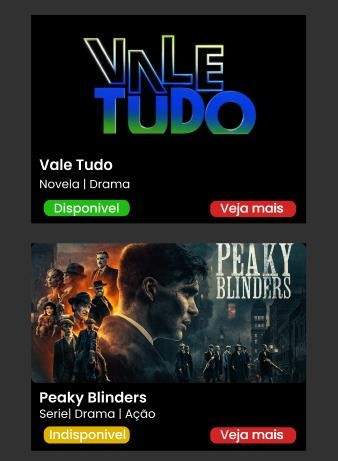 VALE
TUDO
Vale Tudo
Novela | Drama
Disponivel
Veja mais
PEAKY
BLINDERS
Peaky Blinders
Serie| Drama | Ação
Indisponivel
Veja mais